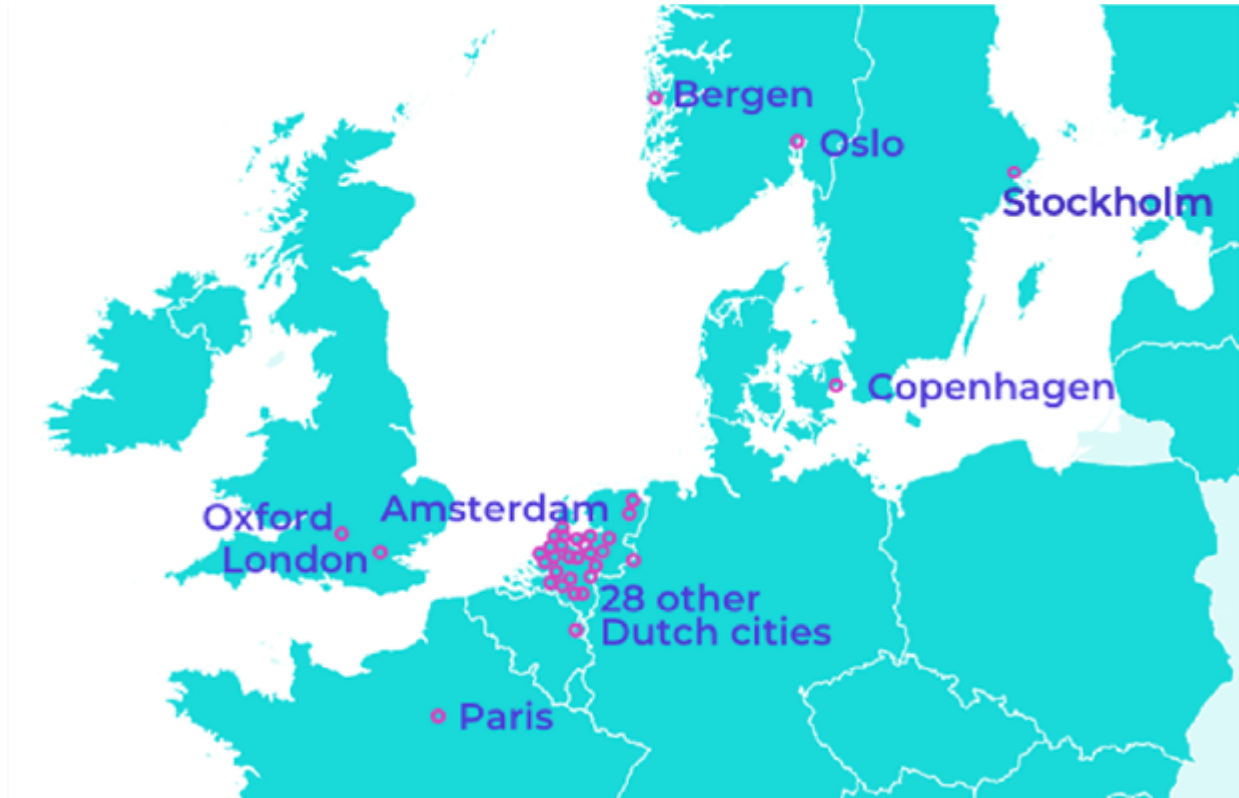 Bergen
Oslo
Stockholm
Copenhagen
Amsterdam
Oxford
London
28 other
Dutch cities
Paris